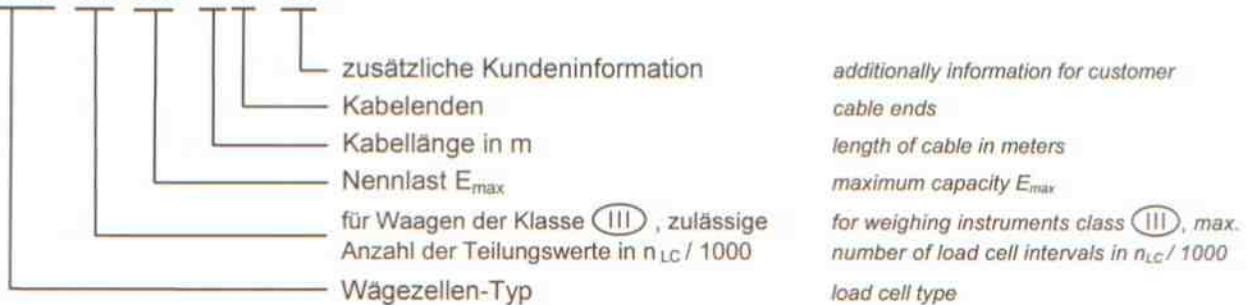 zusätzliche Kundeninformation additionally information for customer
Kabelenden cable ends
Kabellänge in m length of cable in meters
Nennlast Emax maximum capacity Emax
für Waagen der Klasse III , zulässige for weighing instruments class III, max.
Anzahl der Teilungswerte in n LC / 1000 number of load cell intervals in nLC / 1000
Wägezellen-Typ load cell type